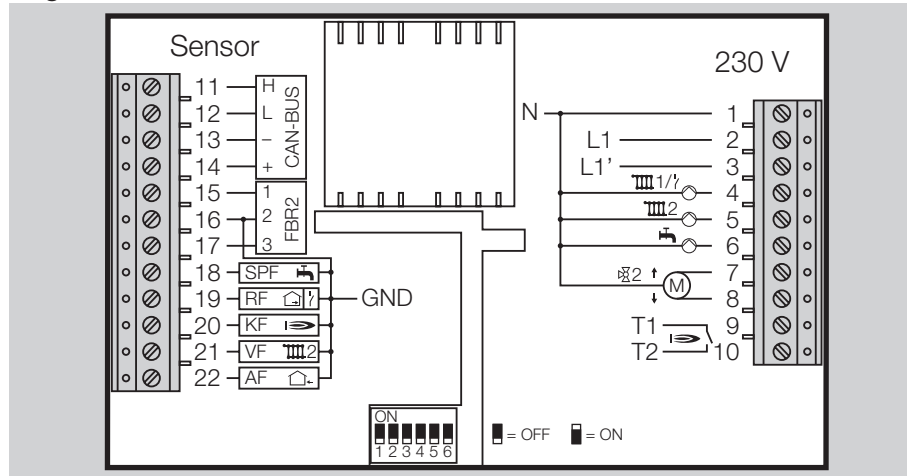 Sensor
230 V
11
H
12
L
13
–
14
+
CAN-BUS
15
1
16
2
17
3
FBR2
18
SPF
19
RF
GND
20
KF
21
VF
2
22
AF
N
1
L1
2
L1'
3
1/
4
2
5
6
2
M
7
8
T1
9
T2
10
ON
1 2 3 4 5 6
= OFF
= ON